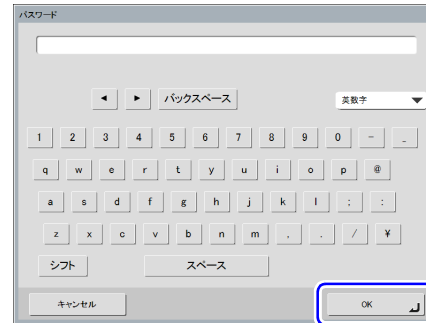 パスワード
◄ ► バックスペース 英数字
1 2 3 4 5 6 7 8 9 0 - _
q w e r t y u i o p @
a s d f g h j k l ; :
z x c v b n m , . / ¥
シフト スペース
キャンセル OK